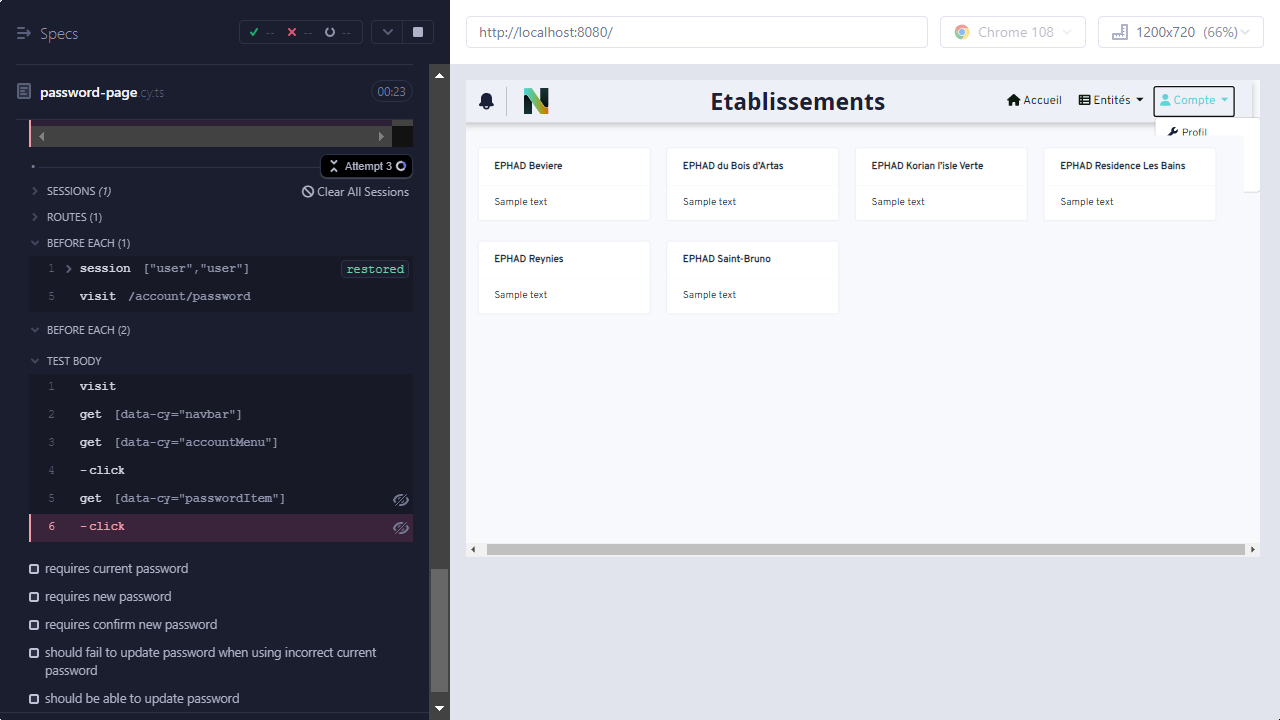 Specs
--
--
--
password-page.cy.ts
00:23
Attempt 3
SESSIONS (1)
Clear All Sessions
ROUTES (1)
BEFORE EACH (1)
1 session ["user","user"] restored
5 visit /account/password
BEFORE EACH (2)
TEST BODY
1 visit
2 get [data-cy="navbar"]
3 get [data-cy="accountMenu"]
4 -click
5 get [data-cy="passwordItem"]
6 -click
requires current password
requires new password
requires confirm new password
should fail to update password when using incorrect current
password
should be able to update password
http://localhost:8080/
Chrome 108
1200x720 (66%)
N
Etablissements
Accueil
Entités
Compte
Profil
EPHAD Beviere
Sample text
EPHAD du Bois d'Artas
Sample text
EPHAD Korian l'isle Verte
Sample text
EPHAD Residence Les Bains
Sample text
EPHAD Reynies
Sample text
EPHAD Saint-Bruno
Sample text